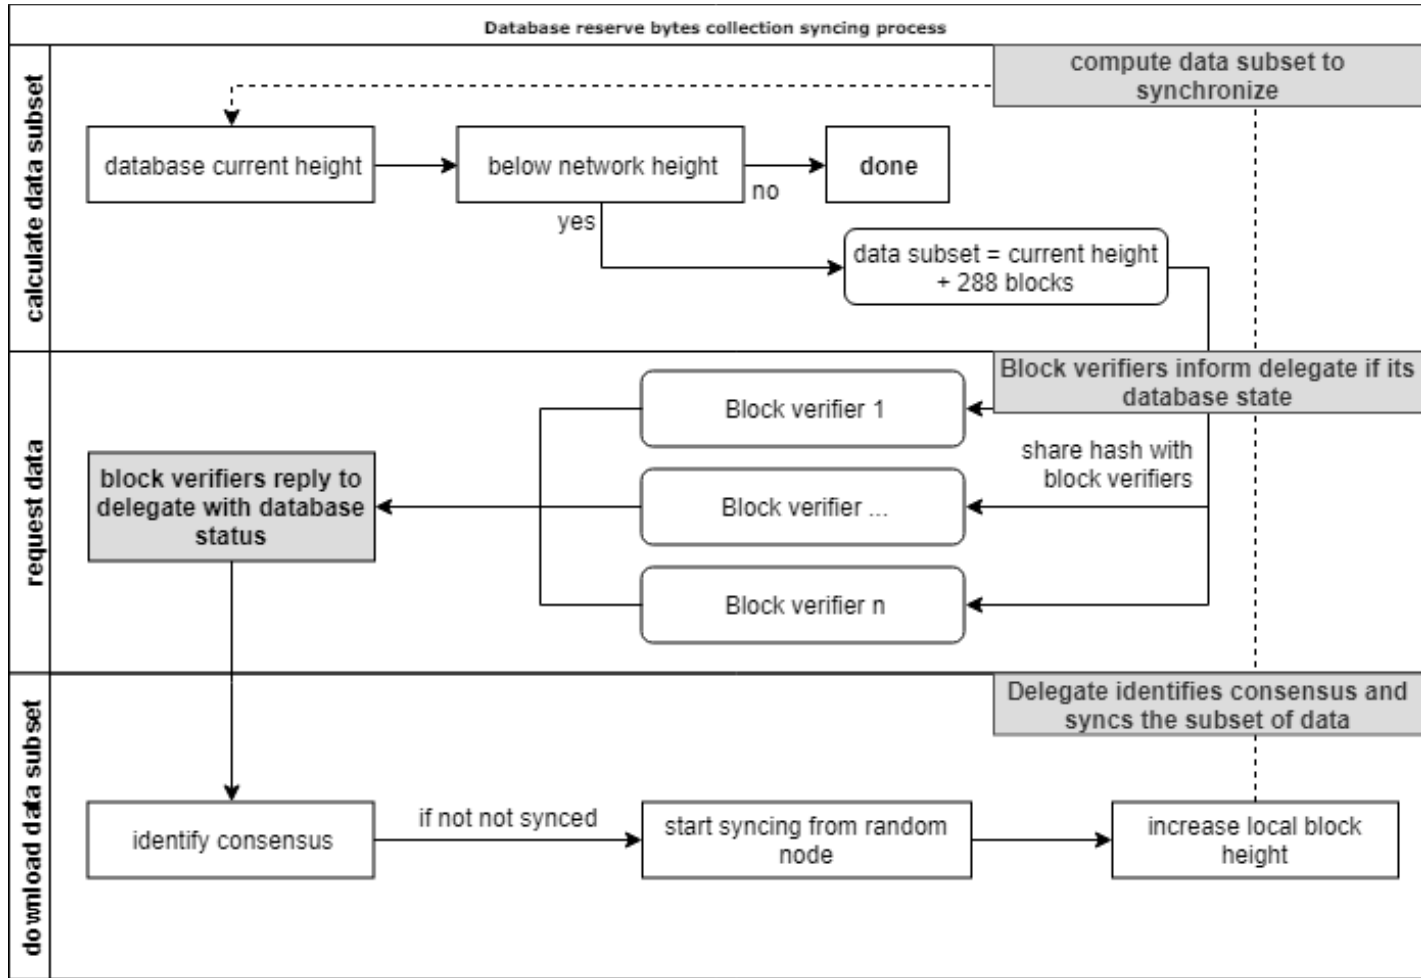 Database reserve bytes collection syncing process
calculate data subset
compute data subset to
synchronize
database current height
below network height
done
no
yes
data subset = current height
+ 288 blocks
request data
Block verifiers inform delegate if its
database state
Block verifier 1
share hash with
block verifiers
block verifiers reply to
delegate with database
status
Block verifier ...
Block verifier n
download data subset
Delegate identifies consensus and
syncs the subset of data
identify consensus
if not not synced
start syncing from random
node
increase local block
height